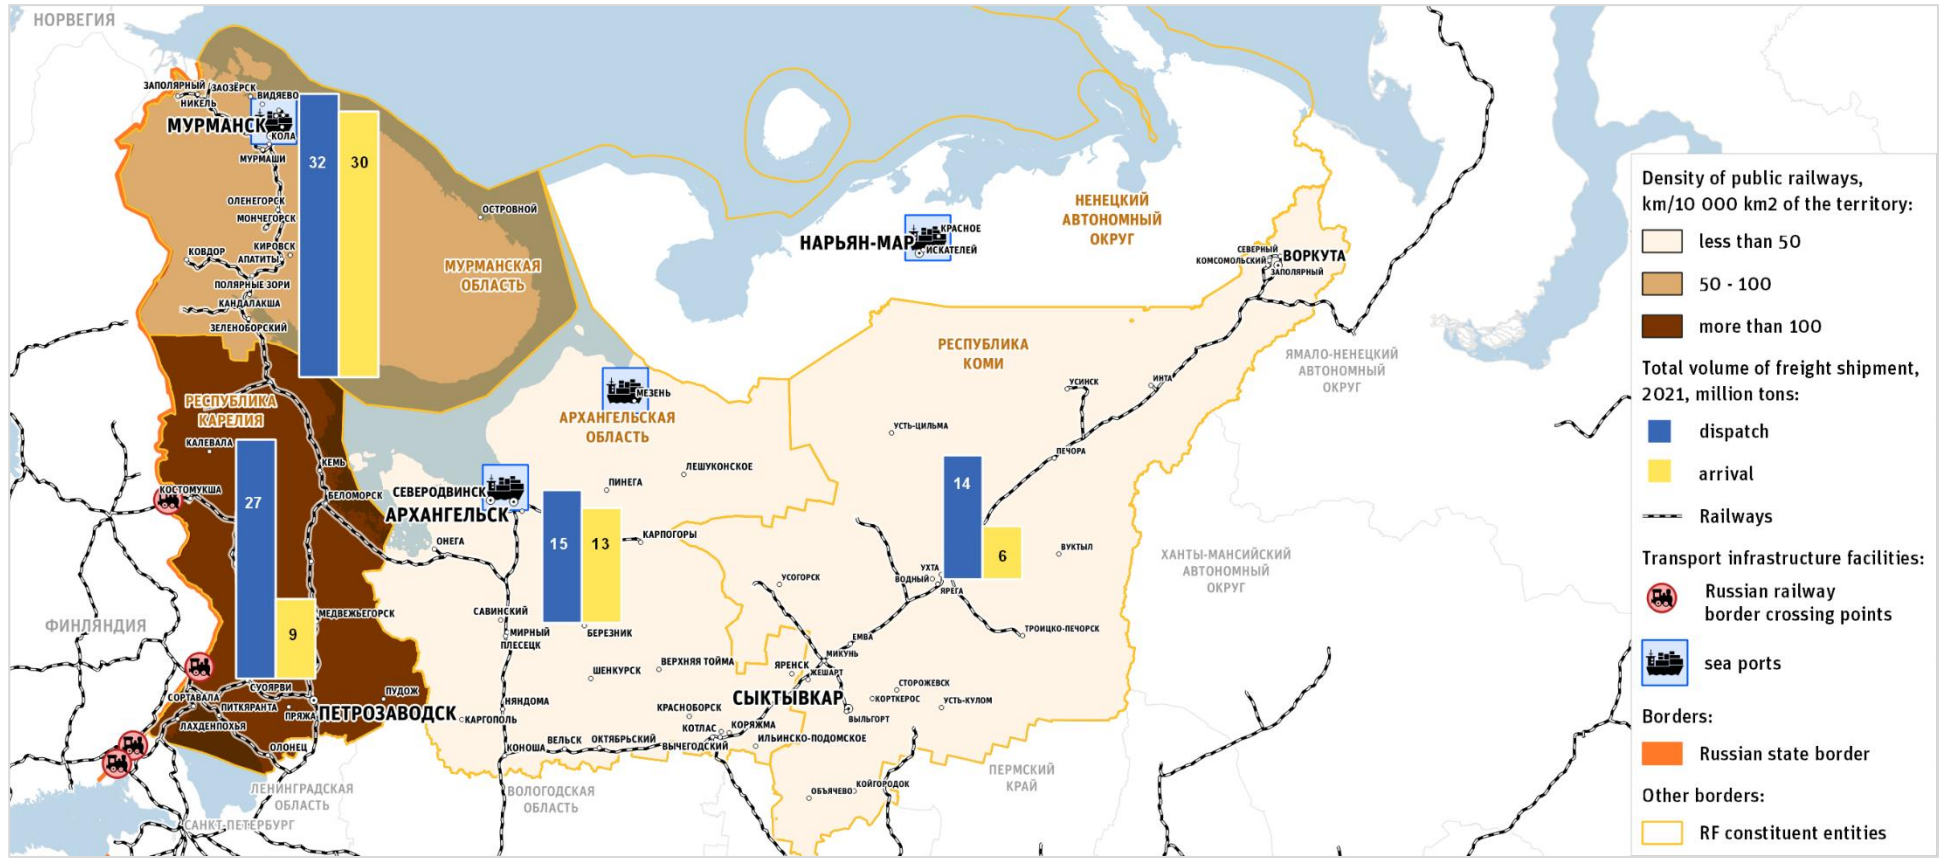 НОРВЕГИЯ
ЗАПОЛЯРНЫЙ
ЗАОЗЁРСК
НИКЕЛЬ
ВИДЯЕВО
МУРМАНСК
КОЛА
МУРМАШИ
32
30
ОЛЕНЕГОРСК
МОНЧЕГОРСК
ОСТРОВНОЙ
КИРОВСК
КОВДОР
АПАТИТЫ
ПОЛЯРНЫЕ ЗОРИ
КАНДАЛАКША
ЗЕЛЕНОБОРСКИЙ
МУРМАНСКАЯ
ОБЛАСТЬ
НАРЬЯН-МАР
КРАСНОЕ
ИСКАТЕЛЕЙ
НЕНЕЦКИЙ
АВТОНОМНЫЙ
ОКРУГ
СЕВЕРНЫЙ
КОМСОМОЛЬСКИЙ
ВОРКУТА
ЗАПОЛЯРНЫЙ
РЕСПУБЛИКА
КОМИ
ЯМАЛО-НЕНЕЦКИЙ
АВТОНОМНЫЙ
ОКРУГ
УСИНСК
ИНТА
МЕЗЕНЬ
АРХАНГЕЛЬСКАЯ
ОБЛАСТЬ
РЕСПУБЛИКА
КАРЕЛИЯ
КАЛЕВАЛА
КЕМЬ
КОСТОМУКША
БЕЛОМОРСК
27
9
УСТЬ-ЦИЛЬМА
ПЕЧОРА
ЛЕШУКОНСКОЕ
ПИНЕГА
СЕВЕРОДВИНСК
АРХАНГЕЛЬСК
ОНЕГА
КАРПОГОРЫ
15
13
14
6
ВУКТЫЛ
УХТА
ВОДНЫЙ
ЯРЕГА
УСОГОРСК
ХАНТЫ-МАНСИЙСКИЙ
АВТОНОМНЫЙ
ОКРУГ
ФИНЛЯНДИЯ
МЕДВЕЖЬЕГОРСК
САВИНСКИЙ
МИРНЫЙ
ПЛЕСЕЦК
БЕРЕЗНИК
ТРОИЦКО-ПЕЧОРСК
ЕМВА
МИКУНЬ
ЖЕШАРТ
ЯРЕНСК
ВЕРХНЯЯ ТОЙМА
ШЕНКУРСК
СЫКТЫВКАР
СТОРОЖЕВСК
КОРТКЕРОС
УСТЬ-КУЛОМ
ВЫЛЬГОРТ
СУОЯРВИ
СОРТАВАЛА
ПИТКЯРАНТА
ПУДОЖ
ПРЯЖА
ПЕТРОЗАВОДСК
ЛАХДЕНПОХЬЯ
ОЛОНЕЦ
КАРГОПОЛЬ
НЯНДОМА
КРАСНОБОРСК
КОТЛАС
КОРЯЖМА
ВЫЧЕГОДСКИЙ
ИЛЬИНСКО-ПОДОМСКОЕ
КОНОША
ВЕЛЬСК
ОКТЯБРЬСКИЙ
ЛЕНИНГРАДСКАЯ
ОБЛАСТЬ
САНКТ-ПЕТЕРБУРГ
ВОЛОГОДСКАЯ
ОБЛАСТЬ
ОБЪЯЧЕВО
КОЙГОРОДОК
ПЕРМСКИЙ
КРАЙ
Density of public railways,
km/10 000 km2 of the territory:
less than 50
50 - 100
more than 100
Total volume of freight shipment,
2021, million tons:
dispatch
arrival
Railways
Transport infrastructure facilities:
Russian railway
border crossing points
sea ports
Borders:
Russian state border
Other borders:
RF constituent entities